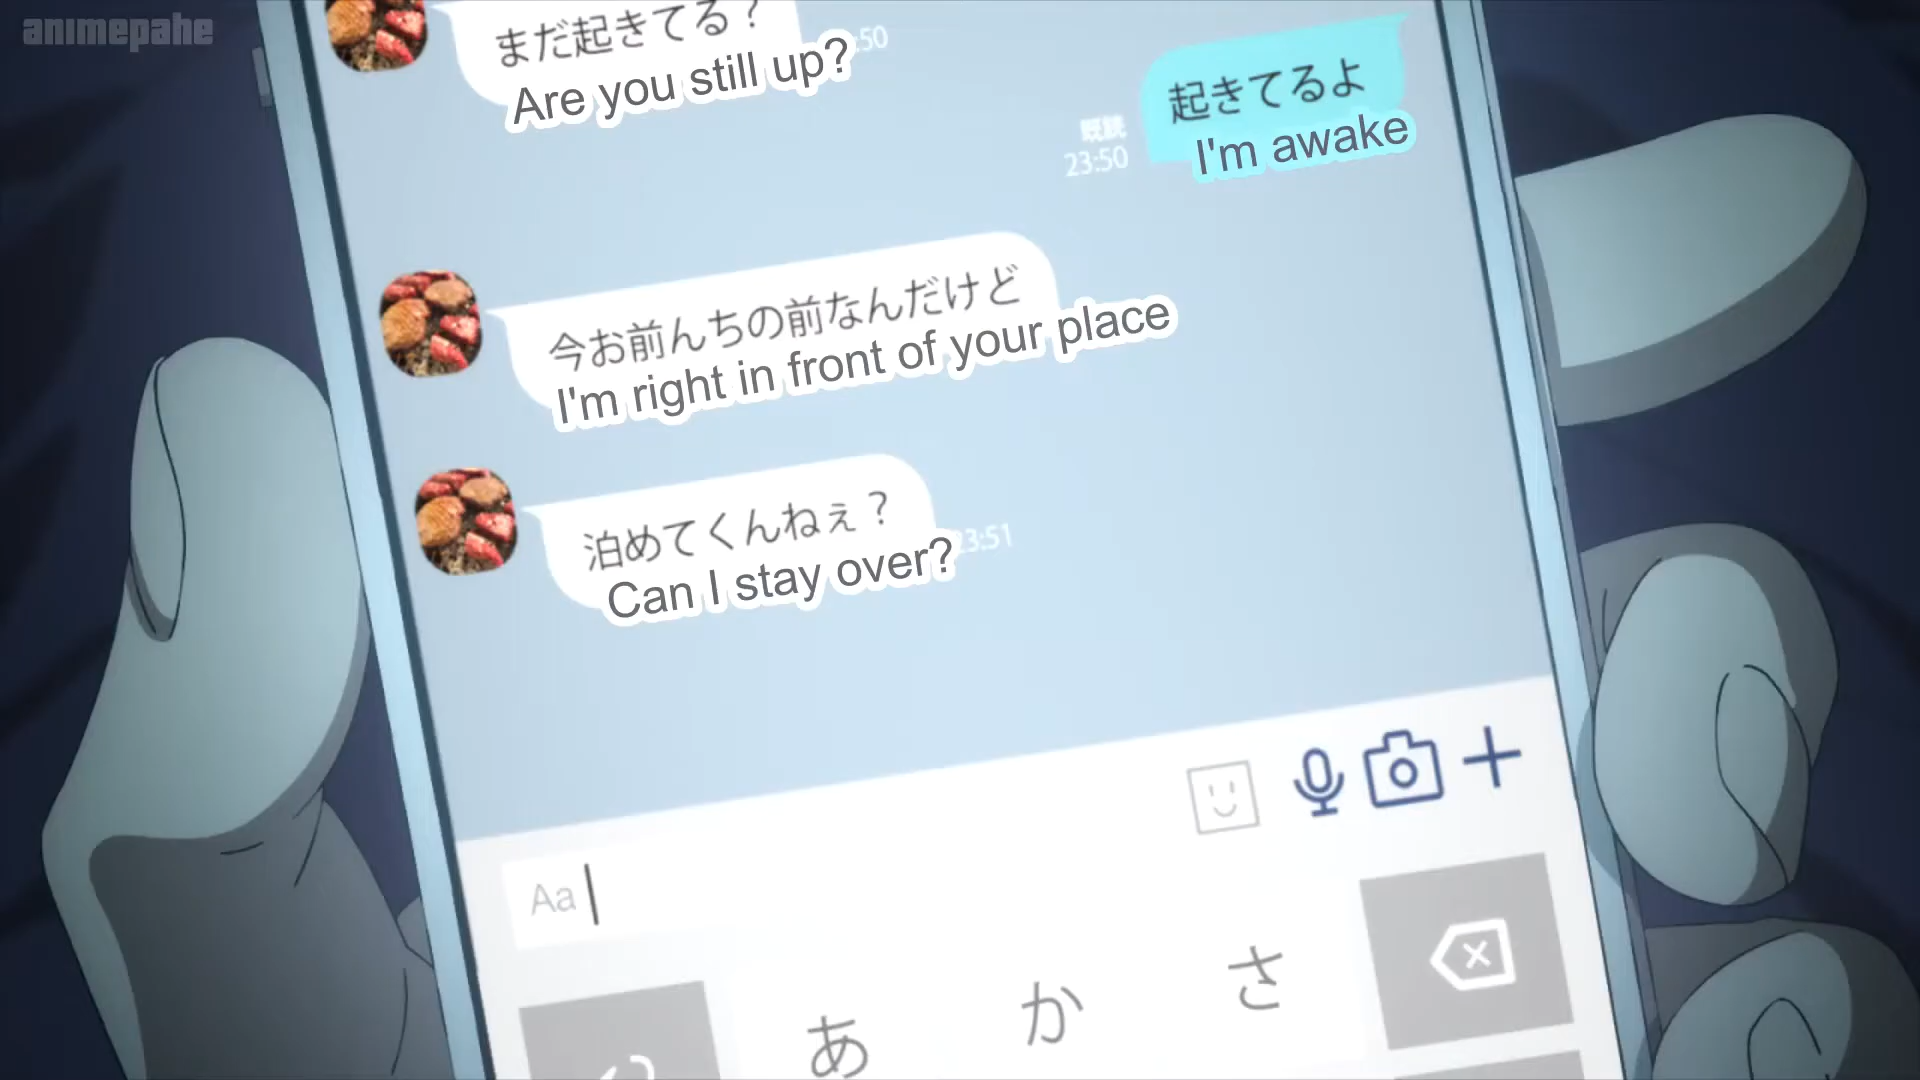 animepahe
まだ起きてる？
:50
Are you still up?
起きてるよ
既読
23:50
I'm awake
今お前んちの前なんだけど
I'm right in front of your place
泊めてくんねぇ？
23:51
Can I stay over?
Aa
あ
か
さ